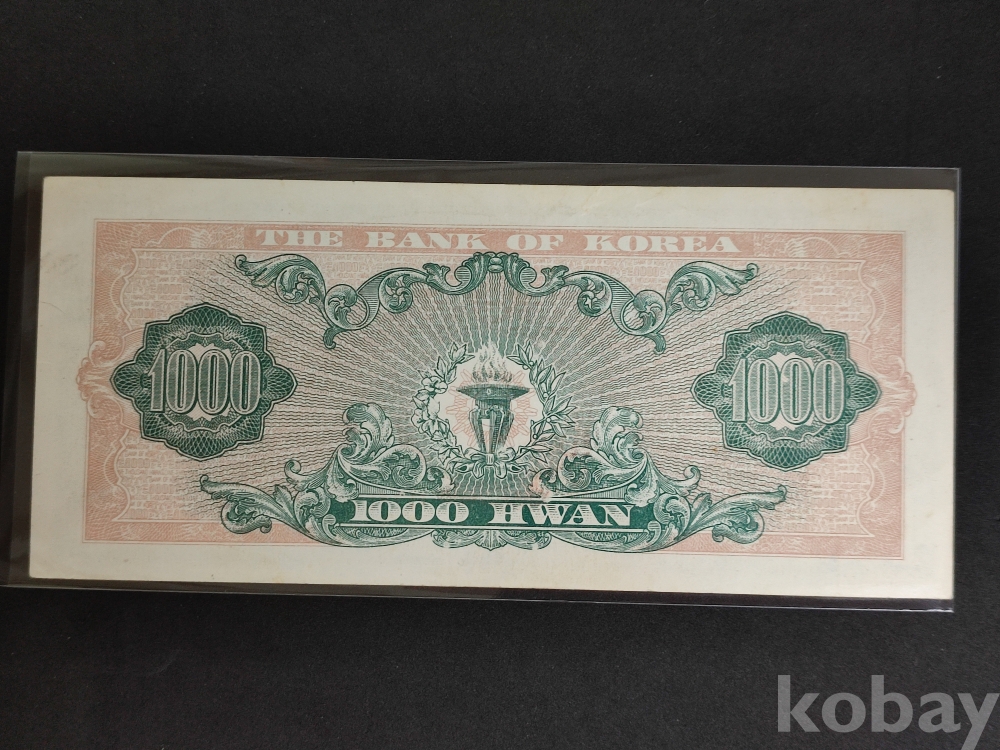 THE BANK OF KOREA
1000
1000
1000 HWAN
kobay